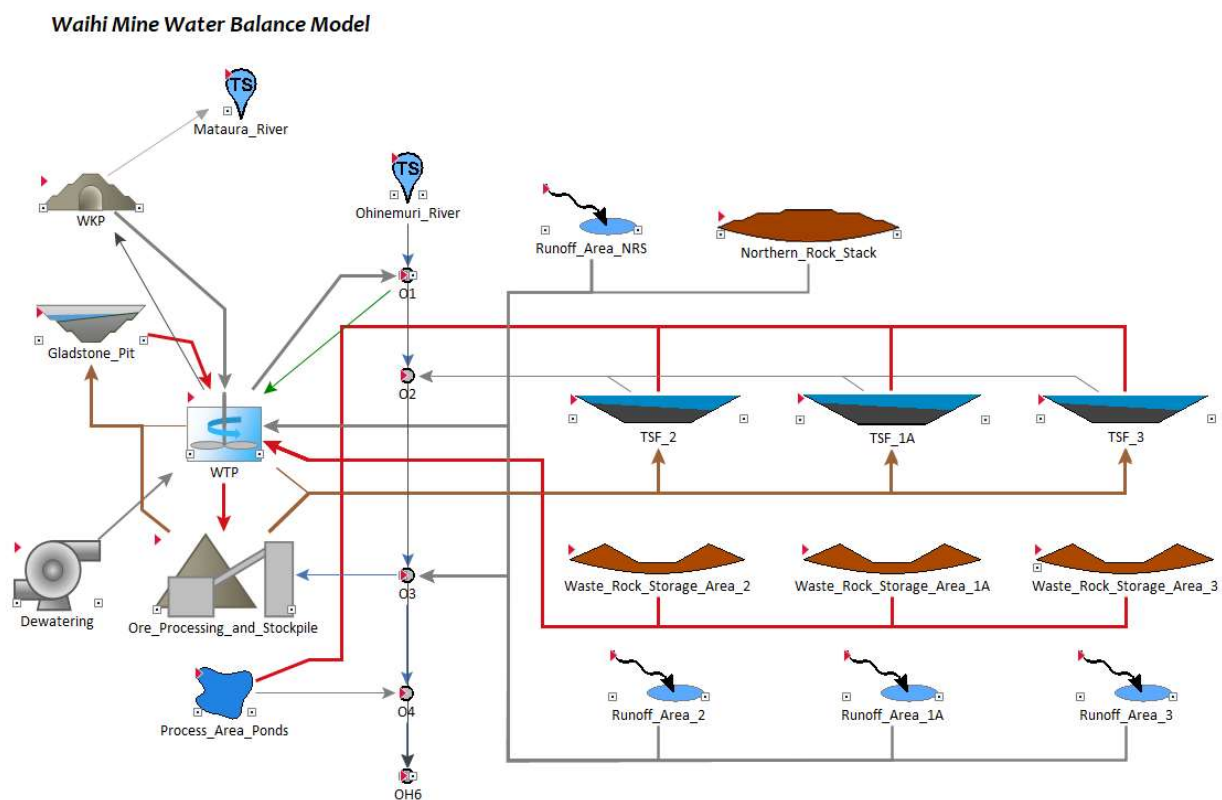 Waihi Mine Water Balance Model
TS
Mataura_River
TS
Ohinemuri_River
WKP
Runoff_Area_NRS
Northern_Rock_Stack
O1
Gladstone_Pit
O2
TSF_2
TSF_1A
TSF_3
WTP
Waste_Rock_Storage_Area_2
Waste_Rock_Storage_Area_1A
Waste_Rock_Storage_Area_3
O3
Dewatering
Ore_Processing_and_Stockpile
O4
Runoff_Area_2
Runoff_Area_1A
Runoff_Area_3
Process_Area_Ponds
OH6